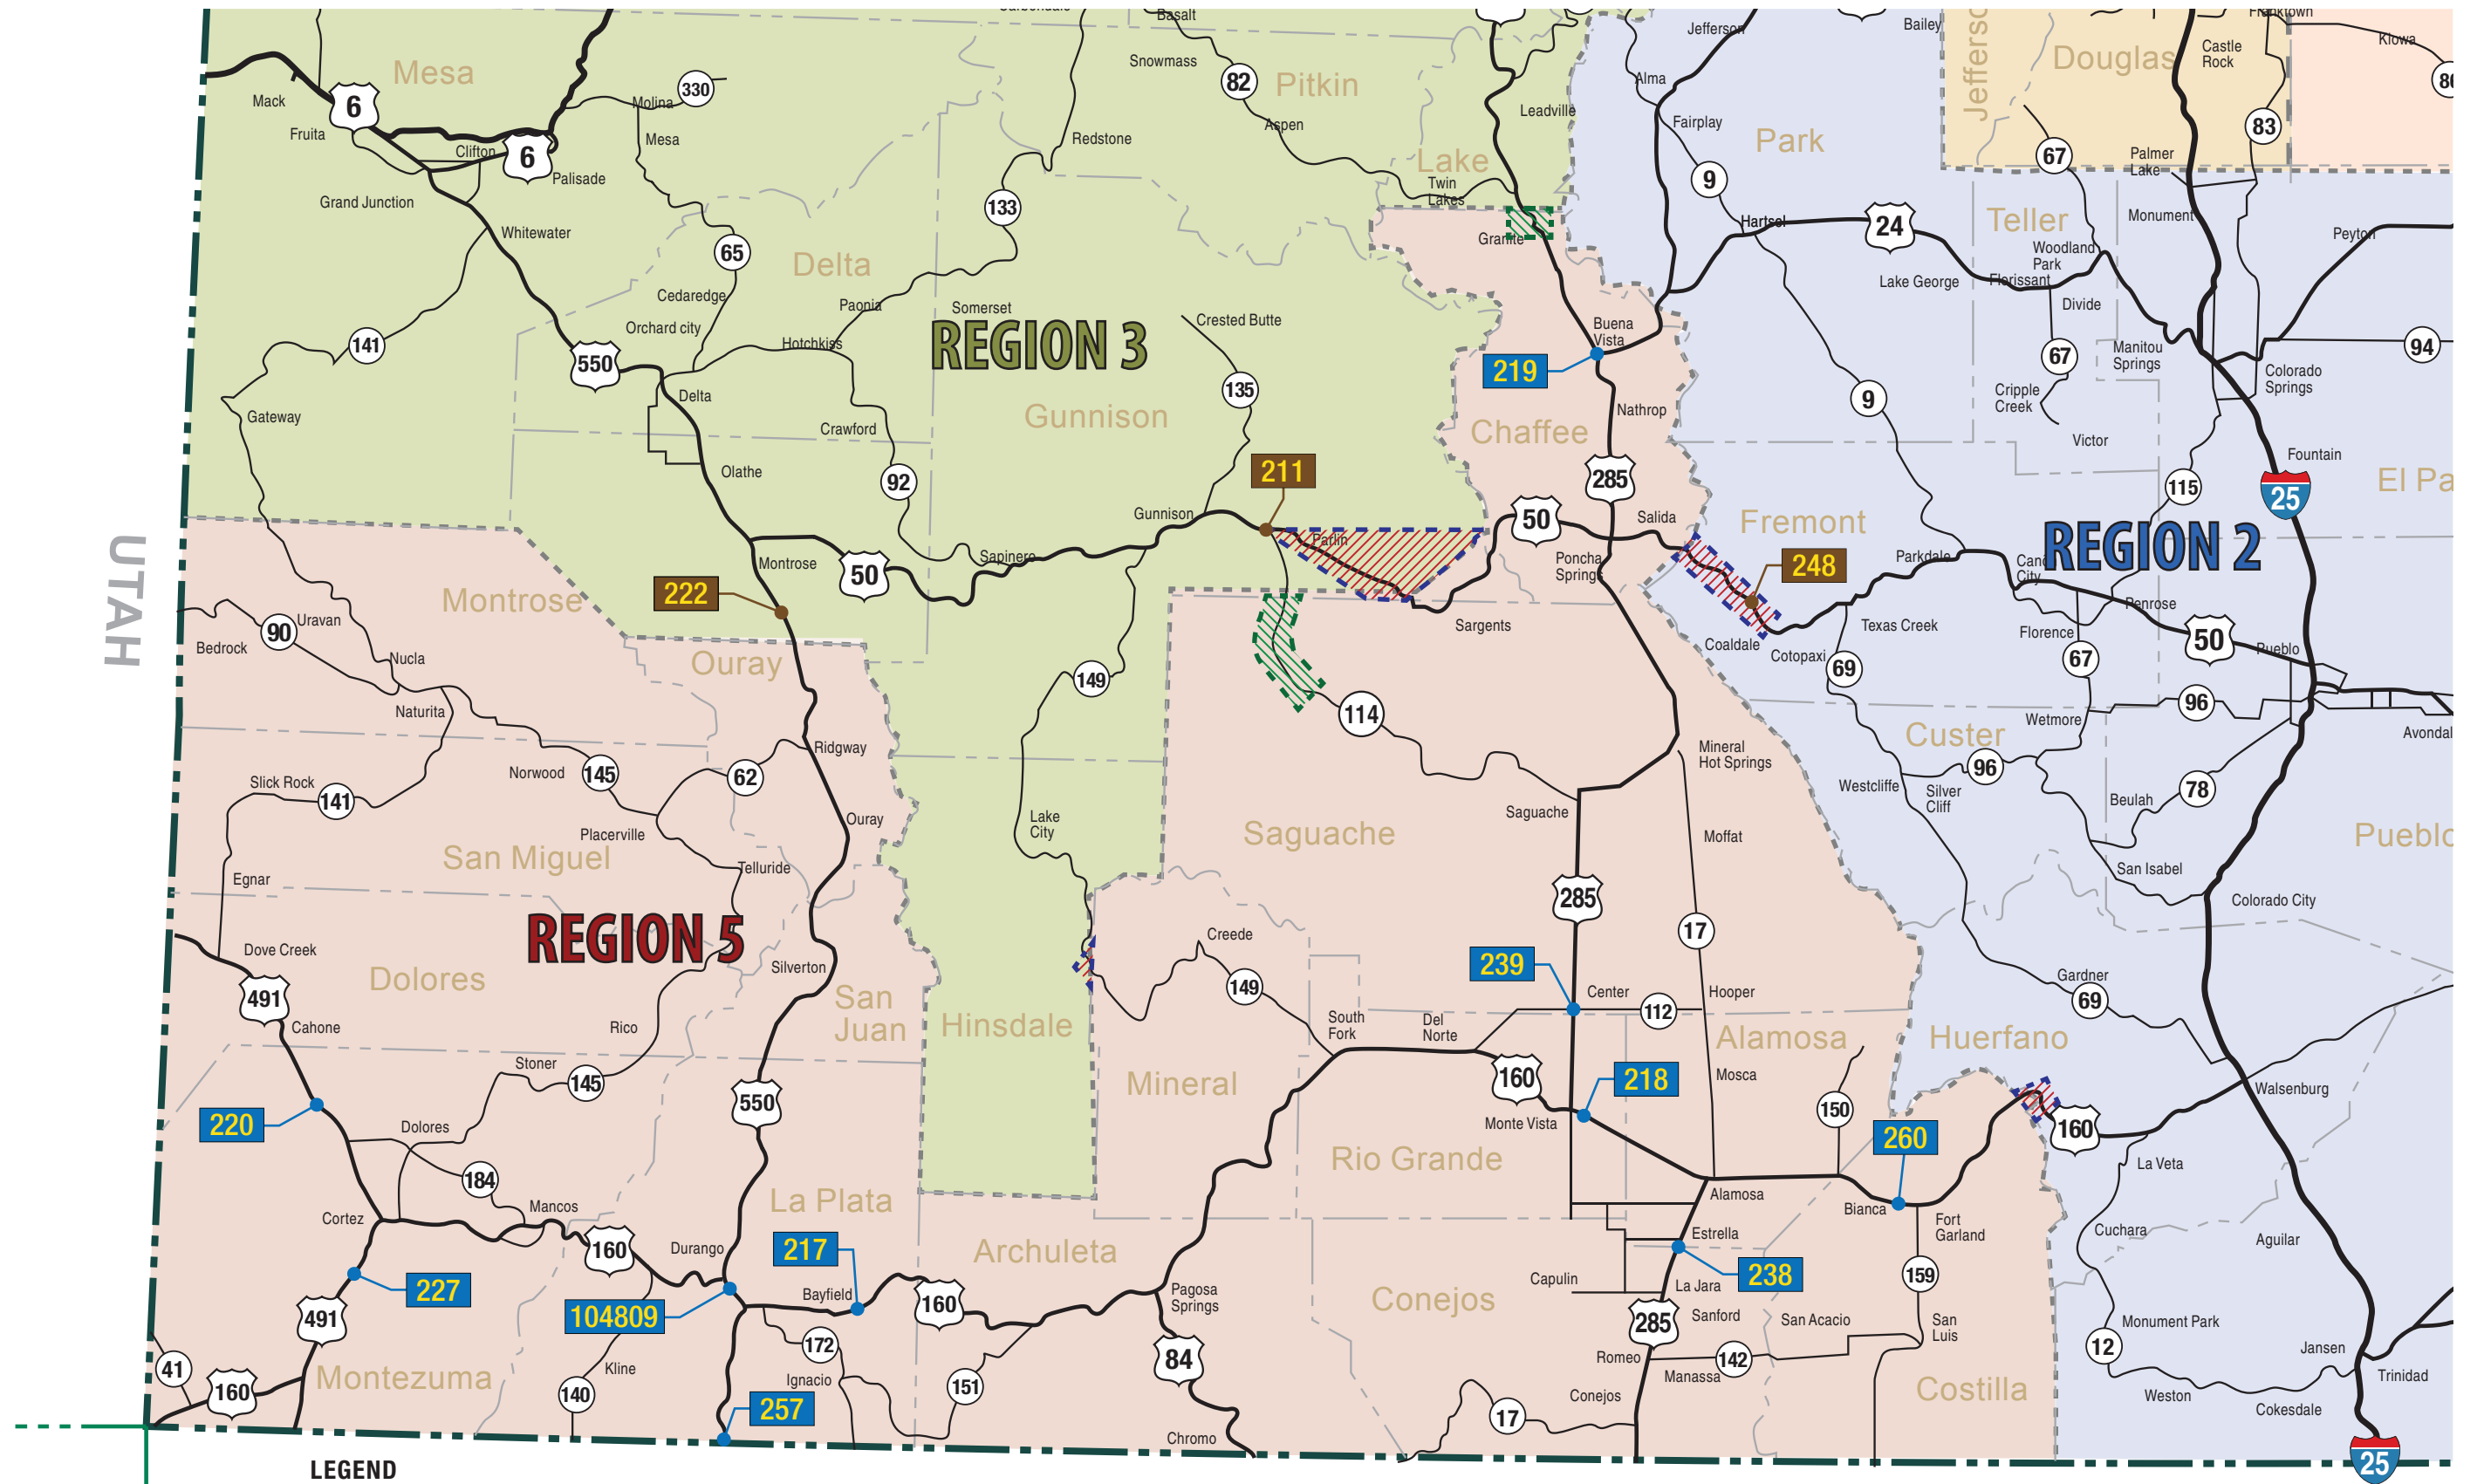 Carbondale
Basalt
Jefferson
Bailey
Franktown
Kiowa
Castle
Rock
Jefferso
Douglas
Mesa
Mack
6
Fruita
Clifton
6
Palisade
Grand Junction
Molina
330
Mesa
Snowmass
82
Pitkin
Aspen
Redstone
Leadville
Alma
Fairplay
Park
Lake
Twin
Lakes
9
67
83
Palmer
Lake
Whitewater
133
65
Delta
Granite
Hartsel
24
Teller
Monument
Woodland
Park
Peyton
Lake George
Florissant
Divide
Cedaredge
Paonia
Somerset
Orchard city
Hotchkiss
REGION 3
Crested Butte
Buena
Vista
219
141
550
Delta
135
67
Manitou
Springs
94
Colorado
Springs
Cripple
Creek
9
Gateway
Crawford
Gunnison
Nathrop
Chaffee
Victor
Fountain
Olathe
92
211
285
115
25
El Pa
Gunnison
50
Salida
Fremont
REGION 2
UTAH
Montrose
50
Sapinero
Parlin
Poncha
Springs
248
Parkdale
City
222
Montrose
Penrose
Uravan
90
Bedrock
Sargents
Coaldale
Cotopaxi
Texas Creek
Florence
50
Pueblo
Nucla
Ouray
69
67
149
114
Naturita
96
Wetmore
Custer
Avondal
Ridgway
Mineral
Hot Springs
Norwood
145
62
Slick Rock
141
96
Westcliffe
Silver
Cliff
78
Beulah
Saguache
Placerville
Ouray
Lake
City
Saguache
Moffat
Pueblo
San Miguel
Telluride
San Isabel
Egnar
285
Colorado City
REGION 5
17
Dove Creek
Creede
Silverton
239
Dolores
491
149
Center
Hooper
Gardner
69
San
Juan
Hinsdale
112
Cahone
Rico
South
Fork
Del
Norte
Alamosa
Huerfano
Stoner
145
Mineral
160
218
Mosca
Walsenburg
220
550
Monte Vista
150
260
160
Dolores
184
Rio Grande
La Veta
Mancos
La Plata
Cortez
Alamosa
Bianca
Fort
Garland
160
Durango
217
Archuleta
Estrella
Cuchara
Aguilar
227
Bayfield
160
Pagosa
Springs
Conejos
Capulin
238
La Jara
159
491
104809
285
Sanford
San Acacio
San
Luis
Monument Park
172
84
Romeo
142
12
Jansen
41
160
Montezuma
Kline
Ignacio
Manassa
Trinidad
140
151
Conejos
Costilla
Weston
257
17
Cokesdale
Chromo
25
LEGEND